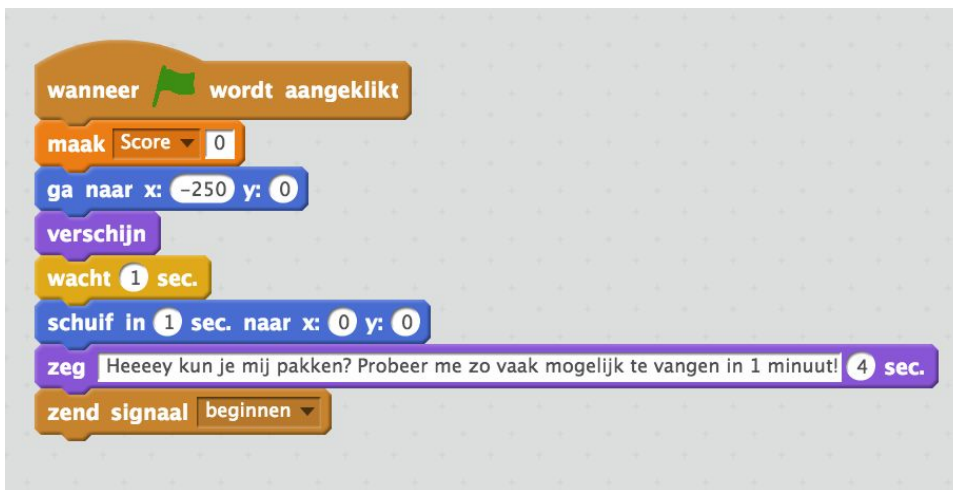 wanneer wordt aangeklikt
maak Score 0
ga naar x: -250 y: 0
verschijn
wacht 1 sec.
schuif in 1 sec. naar x: 0 y: 0
zeg Heeeey kun je mij pakken? Probeer me zo vaak mogelijk te vangen in 1 minuut! 4 sec.
zend signaal beginnen